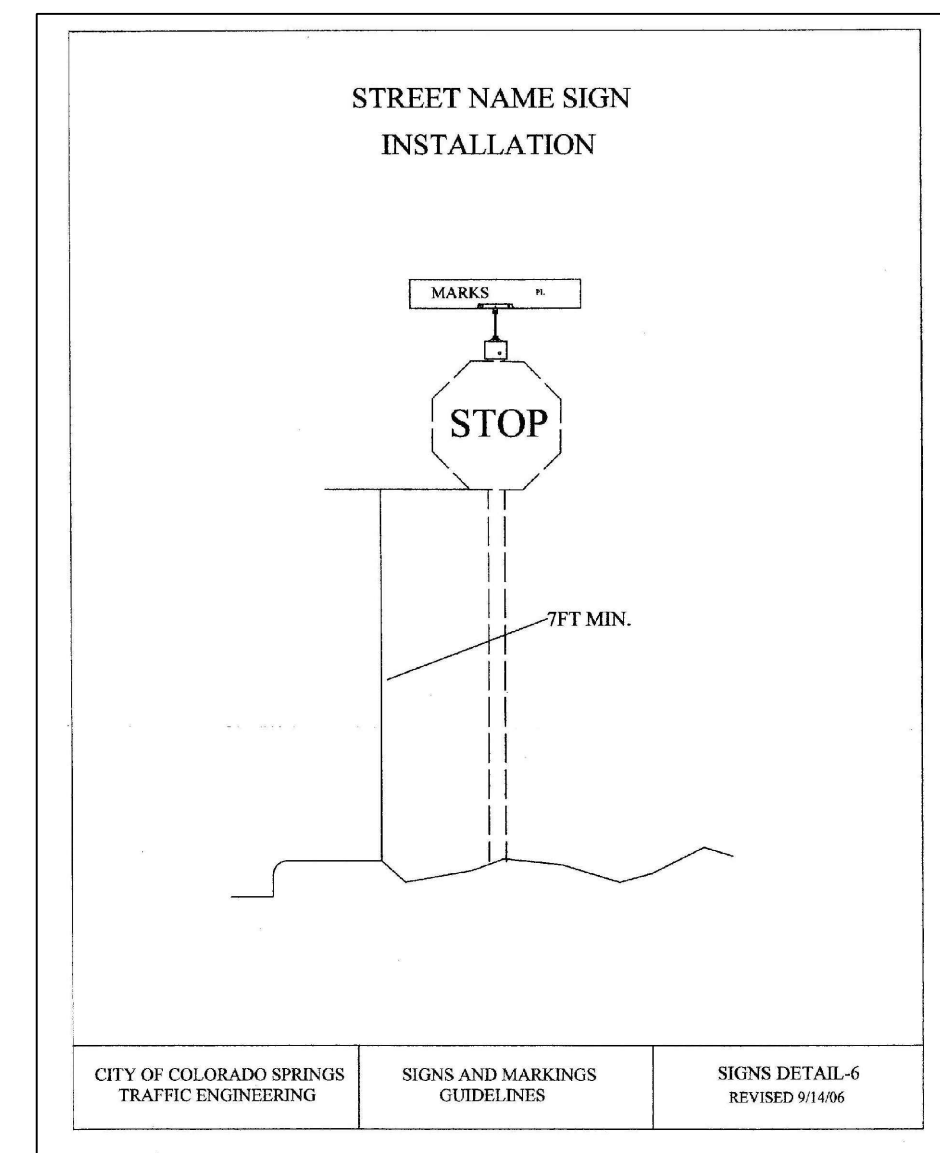 STREET NAME SIGN
INSTALLATION
MARKS PL
STOP
7FT MIN.
CITY OF COLORADO SPRINGS
TRAFFIC ENGINEERING
SIGNS AND MARKINGS
GUIDELINES
SIGNS DETAIL-6
REVISED 9/14/06